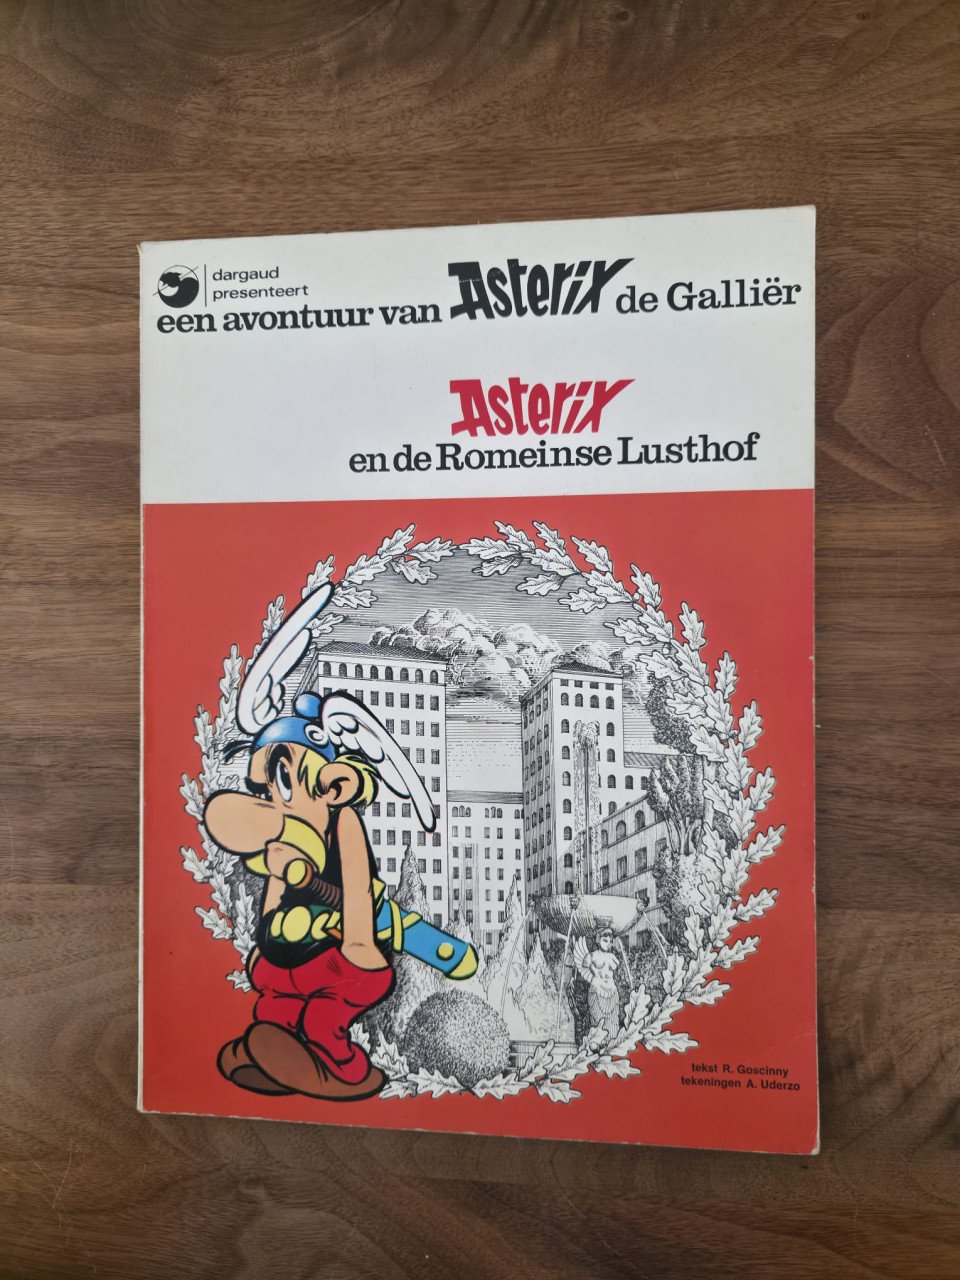 dargaud
presenteert
een avontuur van Asterix de Galliër
Asterix
en de Romeinse Lusthof
tekst R. Goscinny
tekeningen A. Uderzo